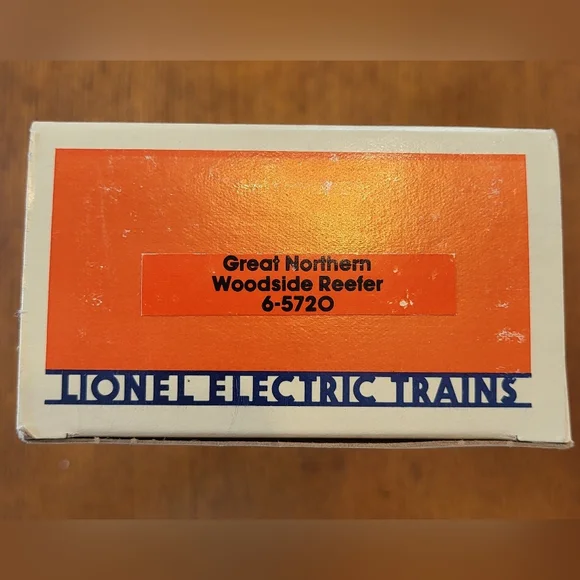 Great Northern
Woodside Reefer
6-5720
LIONEL ELECTRIC TRAINS